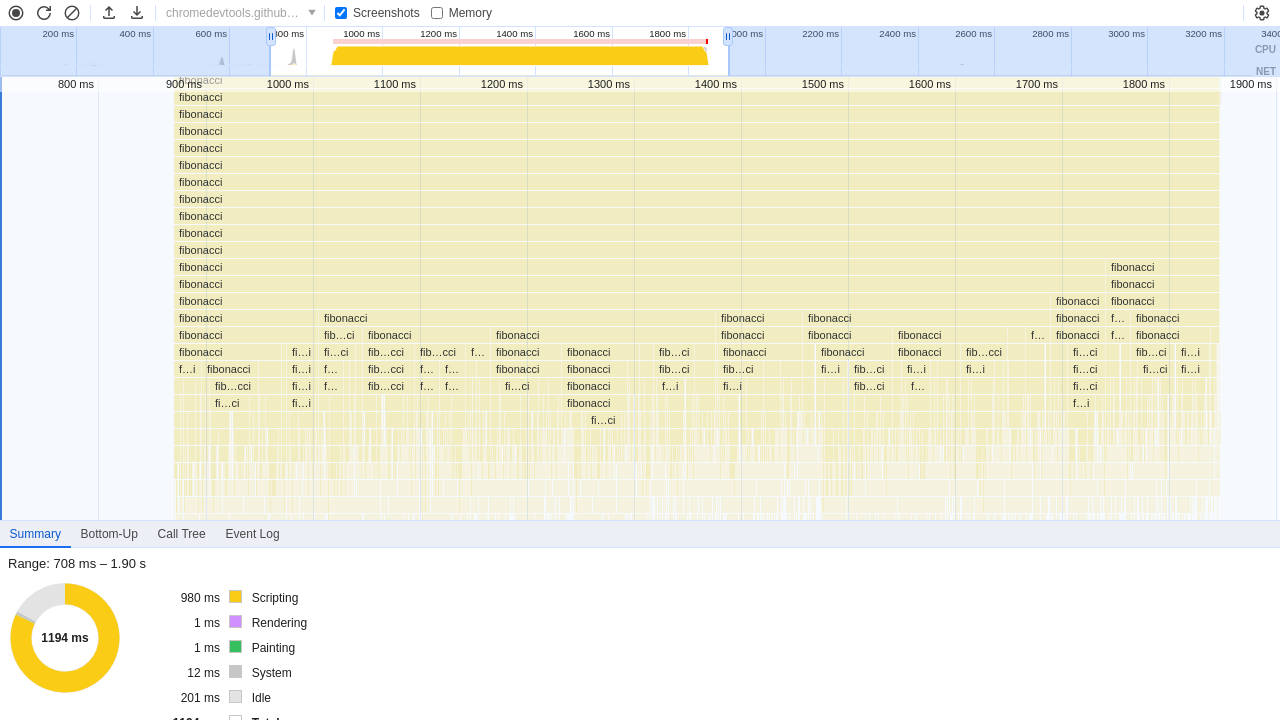 chromedevtools.github… Screenshots Memory
200 ms 400 ms 600 ms 800 ms 1000 ms 1200 ms 1400 ms 1600 ms 1800 ms 2000 ms 2200 ms 2400 ms 2600 ms 2800 ms 3000 ms 3200 ms 3400
CPU
NET
fibonacci
800 ms 900 ms 1000 ms 1100 ms 1200 ms 1300 ms 1400 ms 1500 ms 1600 ms 1700 ms 1800 ms 1900 ms
fibonacci
fibonacci
fibonacci
fibonacci
fibonacci
fibonacci
fibonacci
fibonacci
fibonacci
fibonacci
fibonacci fibonacci
fibonacci fibonacci
fibonacci fibonacci fibonacci
fibonacci fibonacci fibonacci fibonacci fibonacci f… fibonacci
fibonacci fib…ci fibonacci fibonacci fibonacci fibonacci fibonacci f… fibonacci f… fibonacci
fibonacci fi…i fi…ci fib…cci fib…cci f… fibonacci fibonacci fib…ci fibonacci fibonacci fibonacci fib…cci fi…ci fib…ci fi…i
f…i fibonacci fi…i f… fib…cci f… f… fibonacci fibonacci fib…ci fib…ci fi…i fib…ci fi…i fi…i fi…ci fi…ci fi…i
fib…cci fi…i f… fib…cci f… f… fi…ci fibonacci f…i fi…i fib…ci f… fi…ci
fi…ci fi…i fibonacci f…i
fi…ci
Summary Bottom-Up Call Tree Event Log
Range: 708 ms – 1.90 s
1194 ms
980 ms Scripting
1 ms Rendering
1 ms Painting
12 ms System
201 ms Idle